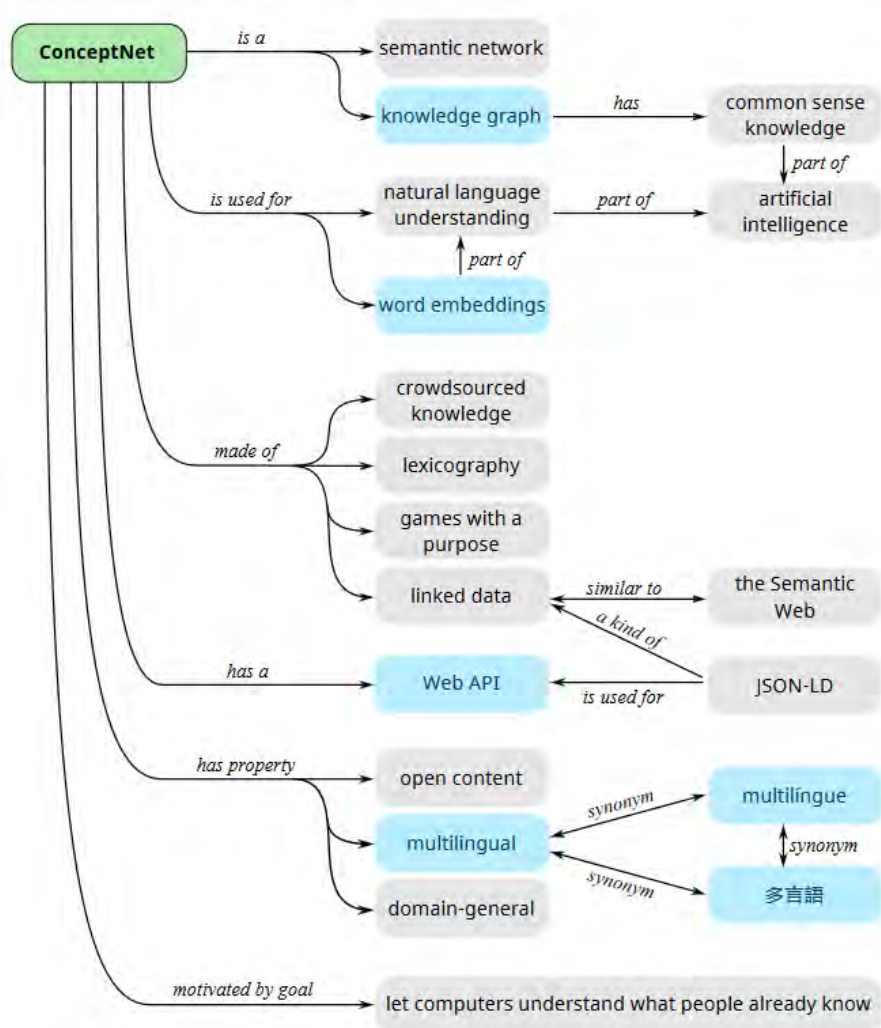 ConceptNet
is a
semantic network
knowledge graph
has
common sense
knowledge
part of
is used for
natural language
understanding
part of
artificial
intelligence
part of
word embeddings
crowdsourced
knowledge
made of
lexicography
games with a
purpose
linked data
similar to
the Semantic
Web
a kind of
has a
Web API
is used for
JSON-LD
has property
open content
multilingual
synonym
multilíngue
synonym
synonym
多言語
domain-general
motivated by goal
let computers understand what people already know